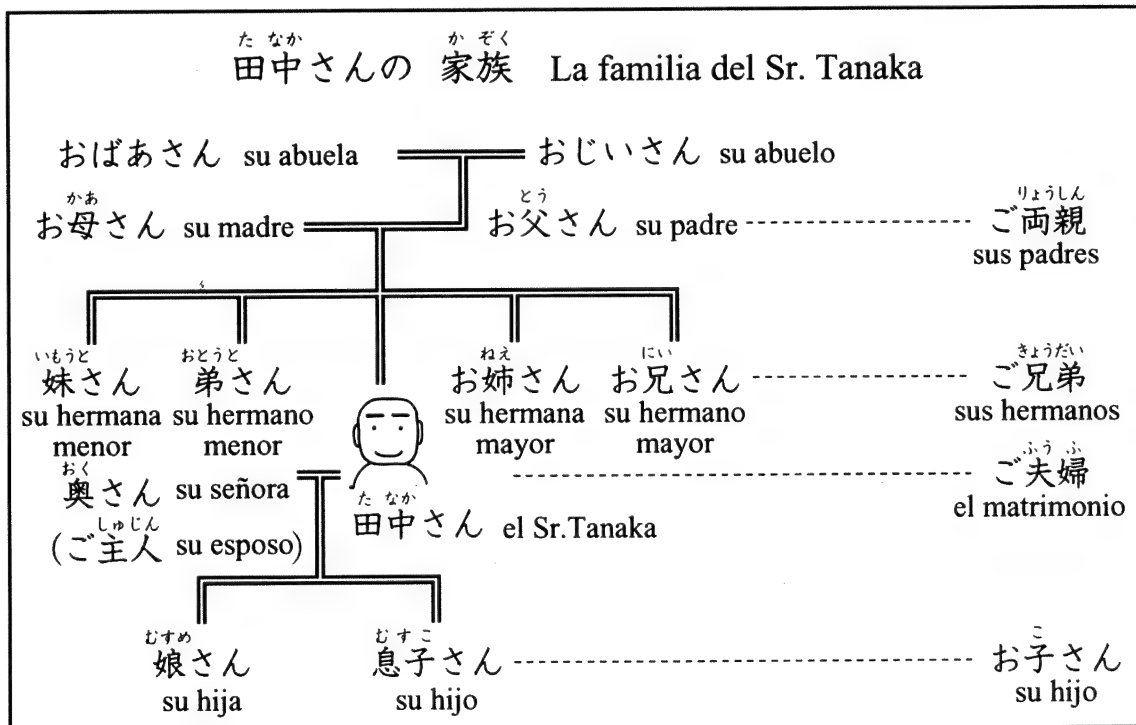 た なか か ぞく
田中さんの 家族 La familia del Sr. Tanaka
おばあさん su abuela おじいさん su abuelo
かあ とう りょうしん
お母さん su madre お父さん su padre ご両親
sus padres
いもうと おとうと ねえ にい きょうだい
妹さん 弟さん お姉さん お兄さん ご兄弟
su hermana su hermano su hermana su hermano sus hermanos
menor menor mayor mayor
おく ふう ふ
奥さん su señora ご夫婦
el matrimonio
た なか
田中さん el Sr.Tanaka
しゅじん
(ご主人 su esposo)
むすめ むすこ こ
娘さん 息子さん お子さん
su hija su hijo su hijo